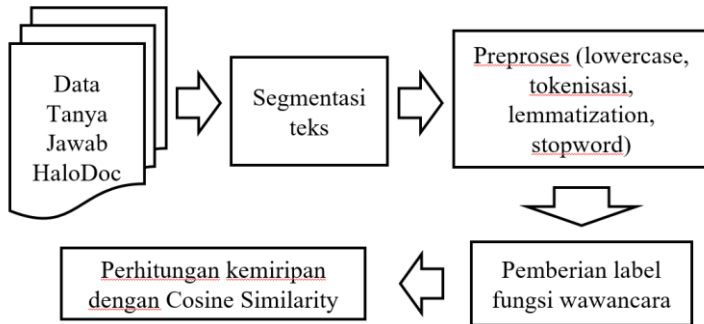 Data
Tanya
Jawab
HaloDoc
Segmentasi
teks
Preproses (lowercase,
tokenisasi,
lemmatization,
stopword)
Pemberian label
fungsi wawancara
Perhitungan kemiripan
dengan Cosine Similarity